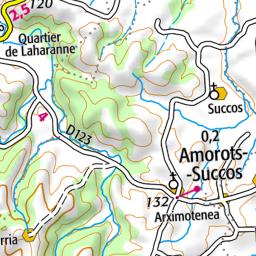 120
2,5
Quartier
de Laharanne
4
D123
Succos
0,2
Amorots-
-Succos
132
Arximotenea
rria